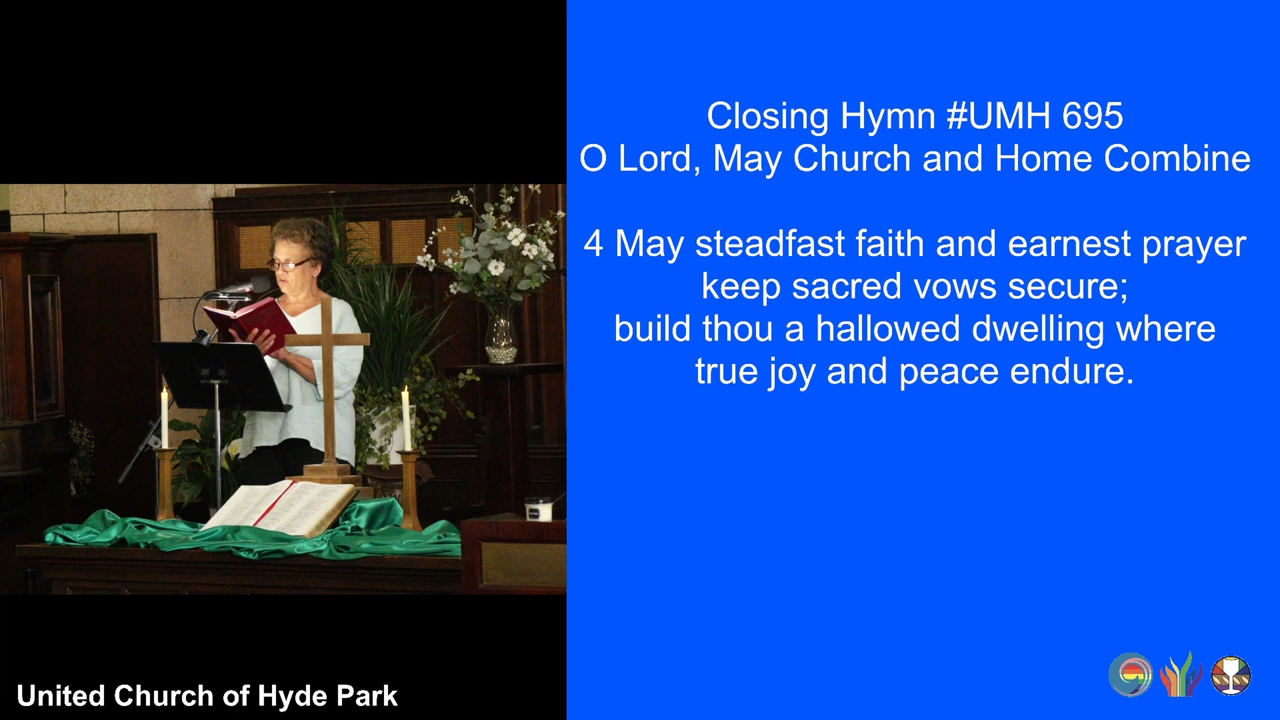 Closing Hymn #UMH 695
O Lord, May Church and Home Combine
4 May steadfast faith and earnest prayer
keep sacred vows secure;
build thou a hallowed dwelling where
true joy and peace endure.
United Church of Hyde Park